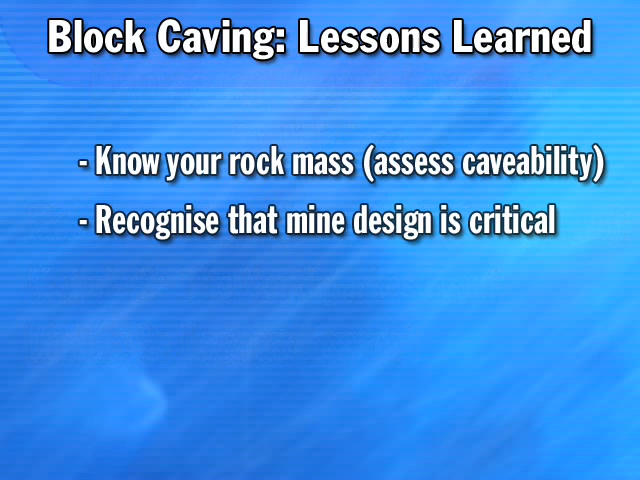 Block Caving: Lessons Learned
- Know your rock mass (assess caveability)
- Recognise that mine design is critical